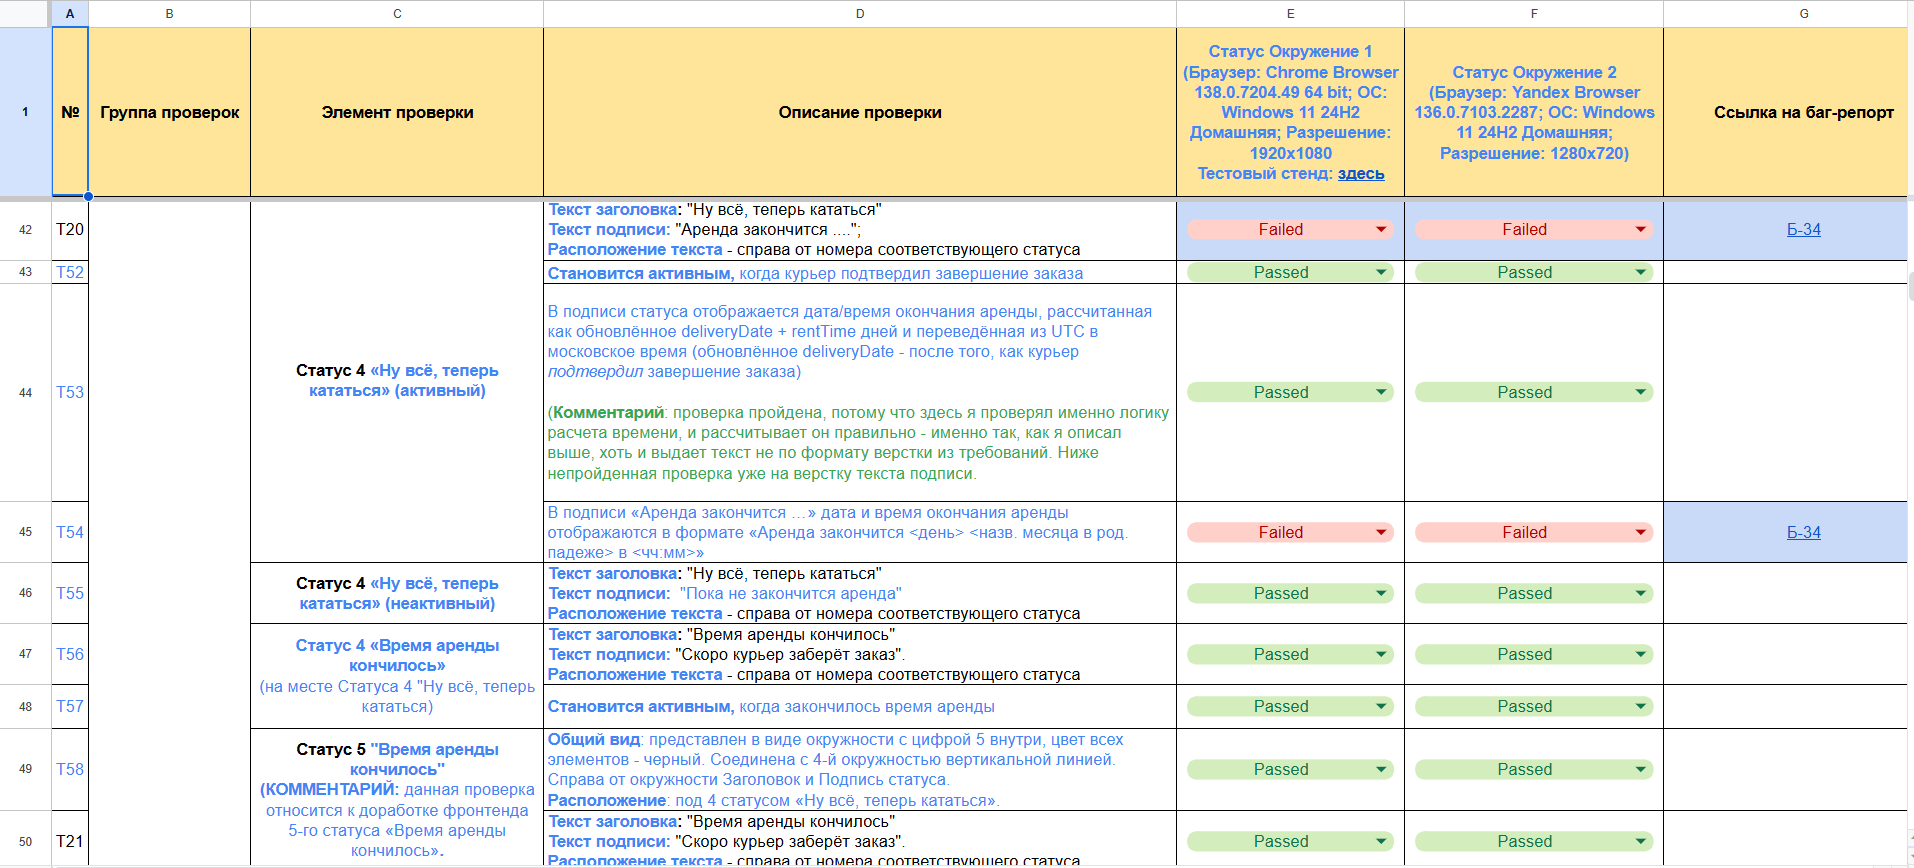 A B C D E F G
1
№
Группа проверок
Элемент проверки
Описание проверки
Статус Окружение 1
(Браузер: Chrome Browser
138.0.7204.49 64 bit; ОС:
Windows 11 24H2
Домашняя; Разрешение:
1920x1080
Тестовый стенд: здесь
Статус Окружение 2
(Браузер: Yandex Browser
136.0.7103.2287; ОС: Windows
11 24H2 Домашняя;
Разрешение: 1280x720)
Ссылка на баг-репорт
42
T20
Текст заголовка: "Ну всё, теперь кататься"
Текст подписи: "Аренда закончится ....";
Расположение текста - справа от номера соответствующего статуса
Failed
Failed
Б-34
43
T52
Становится активным, когда курьер подтвердил завершение заказа
Passed
Passed
Статус 4 «Ну всё, теперь
кататься» (активный)
44
T53
В подписи статуса отображается дата/время окончания аренды, рассчитанная
как обновлённое deliveryDate + rentTime дней и переведённая из UTC в
московское время (обновлённое deliveryDate - после того, как курьер
подтвердил завершение заказа)
(Комментарий: проверка пройдена, потому что здесь я проверял именно логику
расчета времени, и рассчитывает он правильно - именно так, как я описал
выше, хоть и выдает текст не по формату верстки из требований. Ниже
непройденная проверка уже на верстку текста подписи.
Passed
Passed
45
T54
В подписи «Аренда закончится …» дата и время окончания аренды
отображаются в формате «Аренда закончится <день> <назв. месяца в род.
падеже> в <чч:мм>»
Failed
Failed
Б-34
46
T55
Статус 4 «Ну всё, теперь
кататься» (неактивный)
Текст заголовка: "Ну всё, теперь кататься"
Текст подписи: "Пока не закончится аренда"
Расположение текста - справа от номера соответствующего статуса
Passed
Passed
47
T56
Статус 4 «Время аренды
кончилось»
(на месте Статуса 4 "Ну всё, теперь
кататься)
Текст заголовка: "Время аренды кончилось"
Текст подписи: "Скоро курьер заберёт заказ".
Расположение текста - справа от номера соответствующего статуса
Passed
Passed
48
T57
Становится активным, когда закончилось время аренды
Passed
Passed
49
T58
Статус 5 "Время аренды
кончилось"
(КОММЕНТАРИЙ: данная проверка
относится к доработке фронтенда
5-го статуса «Время аренды
кончилось».
Общий вид: представлен в виде окружности с цифрой 5 внутри, цвет всех
элементов - черный. Соединена с 4-й окружностью вертикальной линией.
Справа от окружности Заголовок и Подпись статуса.
Расположение: под 4 статусом «Ну всё, теперь кататься».
Passed
Passed
50
T21
Текст заголовка: "Время аренды кончилось"
Текст подписи: "Скоро курьер заберёт заказ".
Расположение текста - справа от номера соответствующего статуса
Passed
Passed